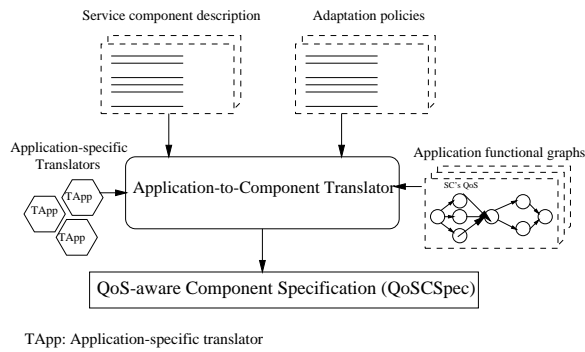 Service component description
Adaptation policies
Application-specific
Translators
Application functional graphs
TApp
TApp
TApp
Application-to-Component Translator
SC's QoS
QoS-aware Component Specification (QoSCSpec)
TApp: Application-specific translator